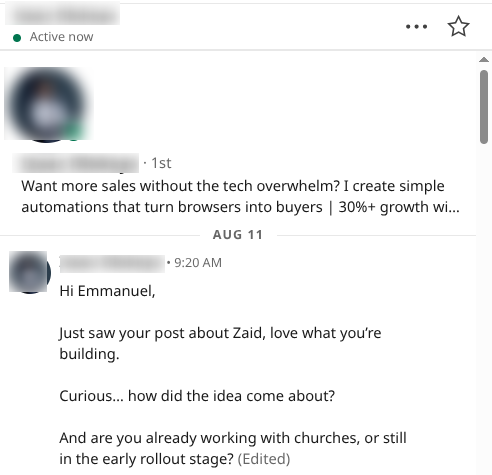 Active now
· 1st
Want more sales without the tech overwhelm? I create simple
automations that turn browsers into buyers | 30%+ growth wi...
AUG 11
• 9:20 AM
Hi Emmanuel,
Just saw your post about Zaid, love what you’re
building.
Curious... how did the idea come about?
And are you already working with churches, or still
in the early rollout stage? (Edited)